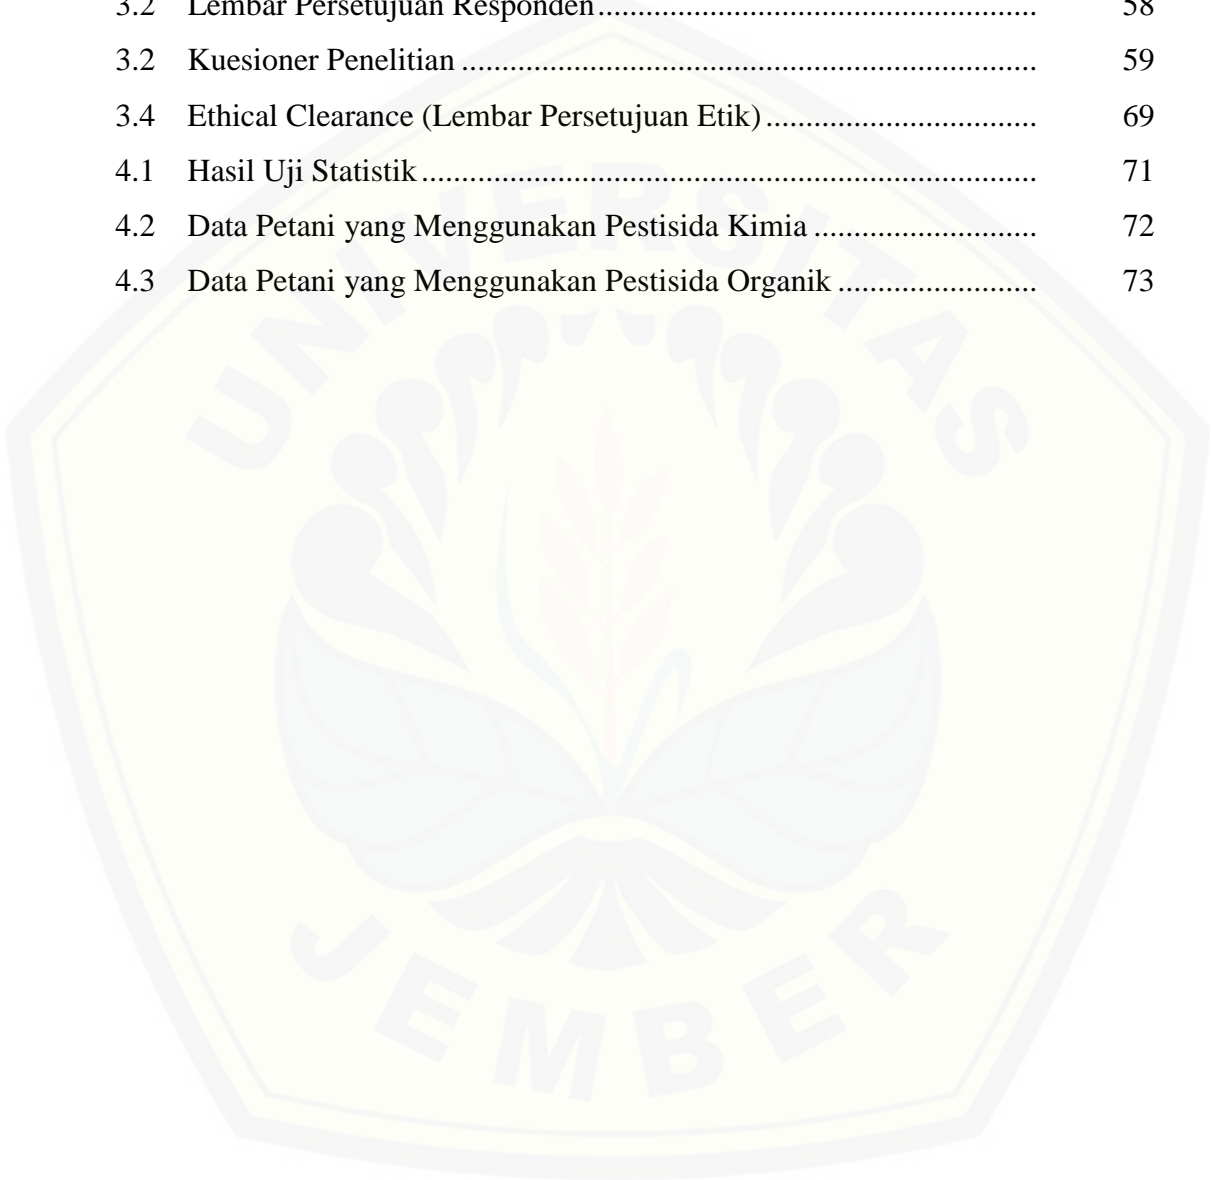 3.2 Lembar Persetujuan Responden........................................................ 58
3.2 Kuesioner Penelitian ......................................................................... 59
3.4 Ethical Clearance (Lembar Persetujuan Etik) .................................. 69
4.1 Hasil Uji Statistik .............................................................................. 71
4.2 Data Petani yang Menggunakan Pestisida Kimia ............................ 72
4.3 Data Petani yang Menggunakan Pestisida Organik ......................... 73
UNIVERSITAS
JEMBER